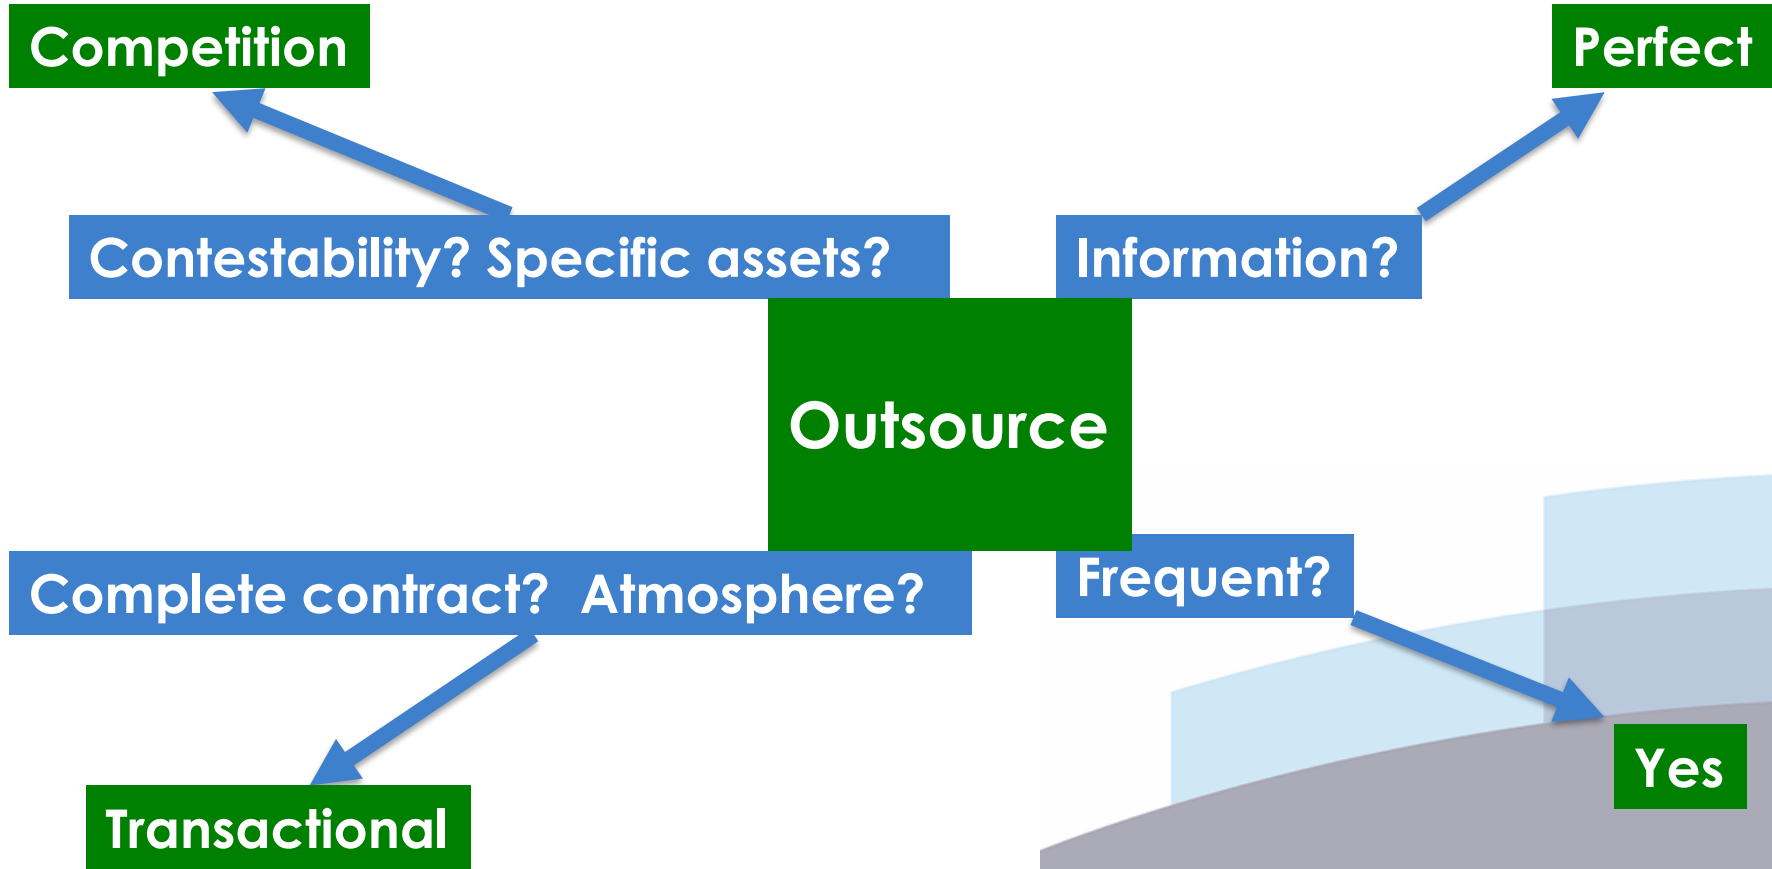 Competition
Perfect
Contestability? Specific assets?
Information?
Outsource
Complete contract? Atmosphere?
Frequent?
Yes
Transactional